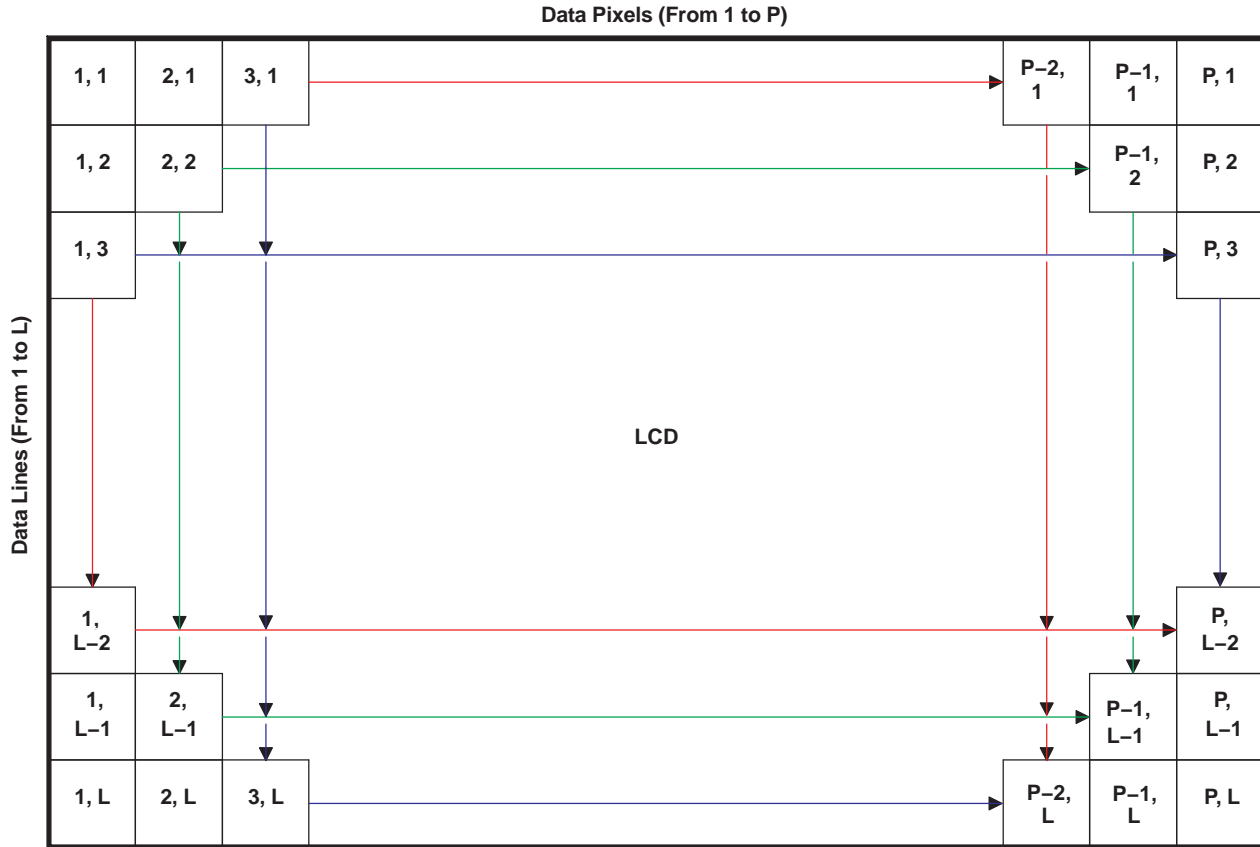 Data Pixels (From 1 to P)
1, 1
2, 1
3, 1
P–2,
1
P–1,
1
P, 1
1, 2
2, 2
P–1,
2
P, 2
1, 3
P, 3
Data Lines (From 1 to L)
LCD
1,
L–2
P,
L–2
1,
L–1
2,
L–1
P–1,
L–1
P,
L–1
1, L
2, L
3, L
P–2,
L
P–1,
L
P, L